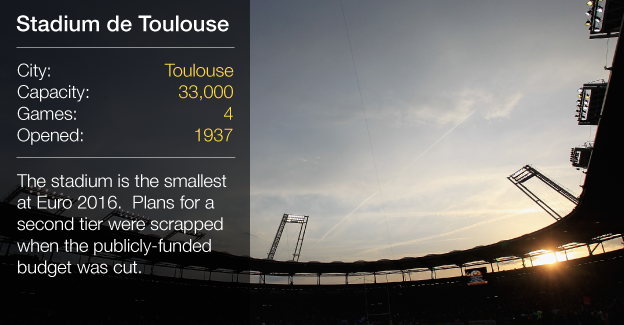 Stadium de Toulouse
City: Toulouse
Capacity: 33,000
Games: 4
Opened: 1937
The stadium is the smallest
at Euro 2016. Plans for a
second tier were scrapped
when the publicly-funded
budget was cut.